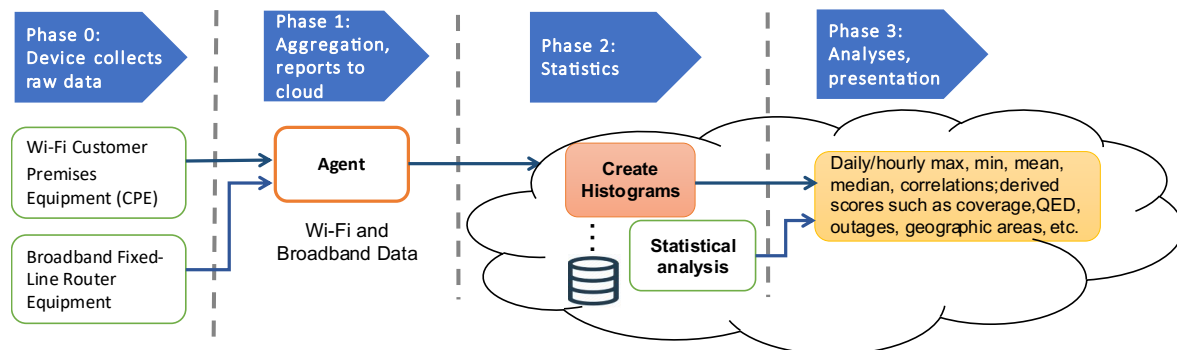 Phase 0:
Device collects
raw data
Phase 1:
Aggregation,
reports to
cloud
Phase 2:
Statistics
Phase 3:
Analyses,
presentation
Wi-Fi Customer
Premises
Equipment (CPE)
Broadband Fixed-
Line Router
Equipment
Agent
Wi-Fi and
Broadband Data
Create
Histograms
Statistical
analysis
Daily/hourly max, min, mean,
median, correlations;derived
scores such as coverage,QED,
outages, geographic areas, etc.